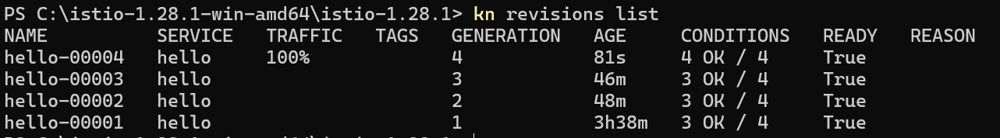 PS C:\istio-1.28.1-win-amd64\istio-1.28.1> kn revisions list
NAME SERVICE TRAFFIC TAGS GENERATION AGE CONDITIONS READY REASON
hello-00004 hello 100% 4 81s 4 OK / 4 True
hello-00003 hello 3 46m 3 OK / 4 True
hello-00002 hello 2 48m 3 OK / 4 True
hello-00001 hello 1 3h38m 3 OK / 4 True